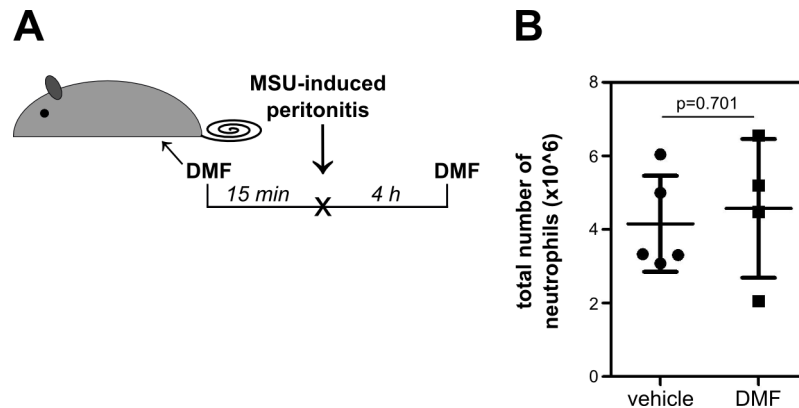 A
MSU-induced
peritonitis
DMF
DMF
15 min
X
4 h
B
total number of
neutrophils (x10^6)
8
6
4
2
0
p=0.701
vehicle
DMF